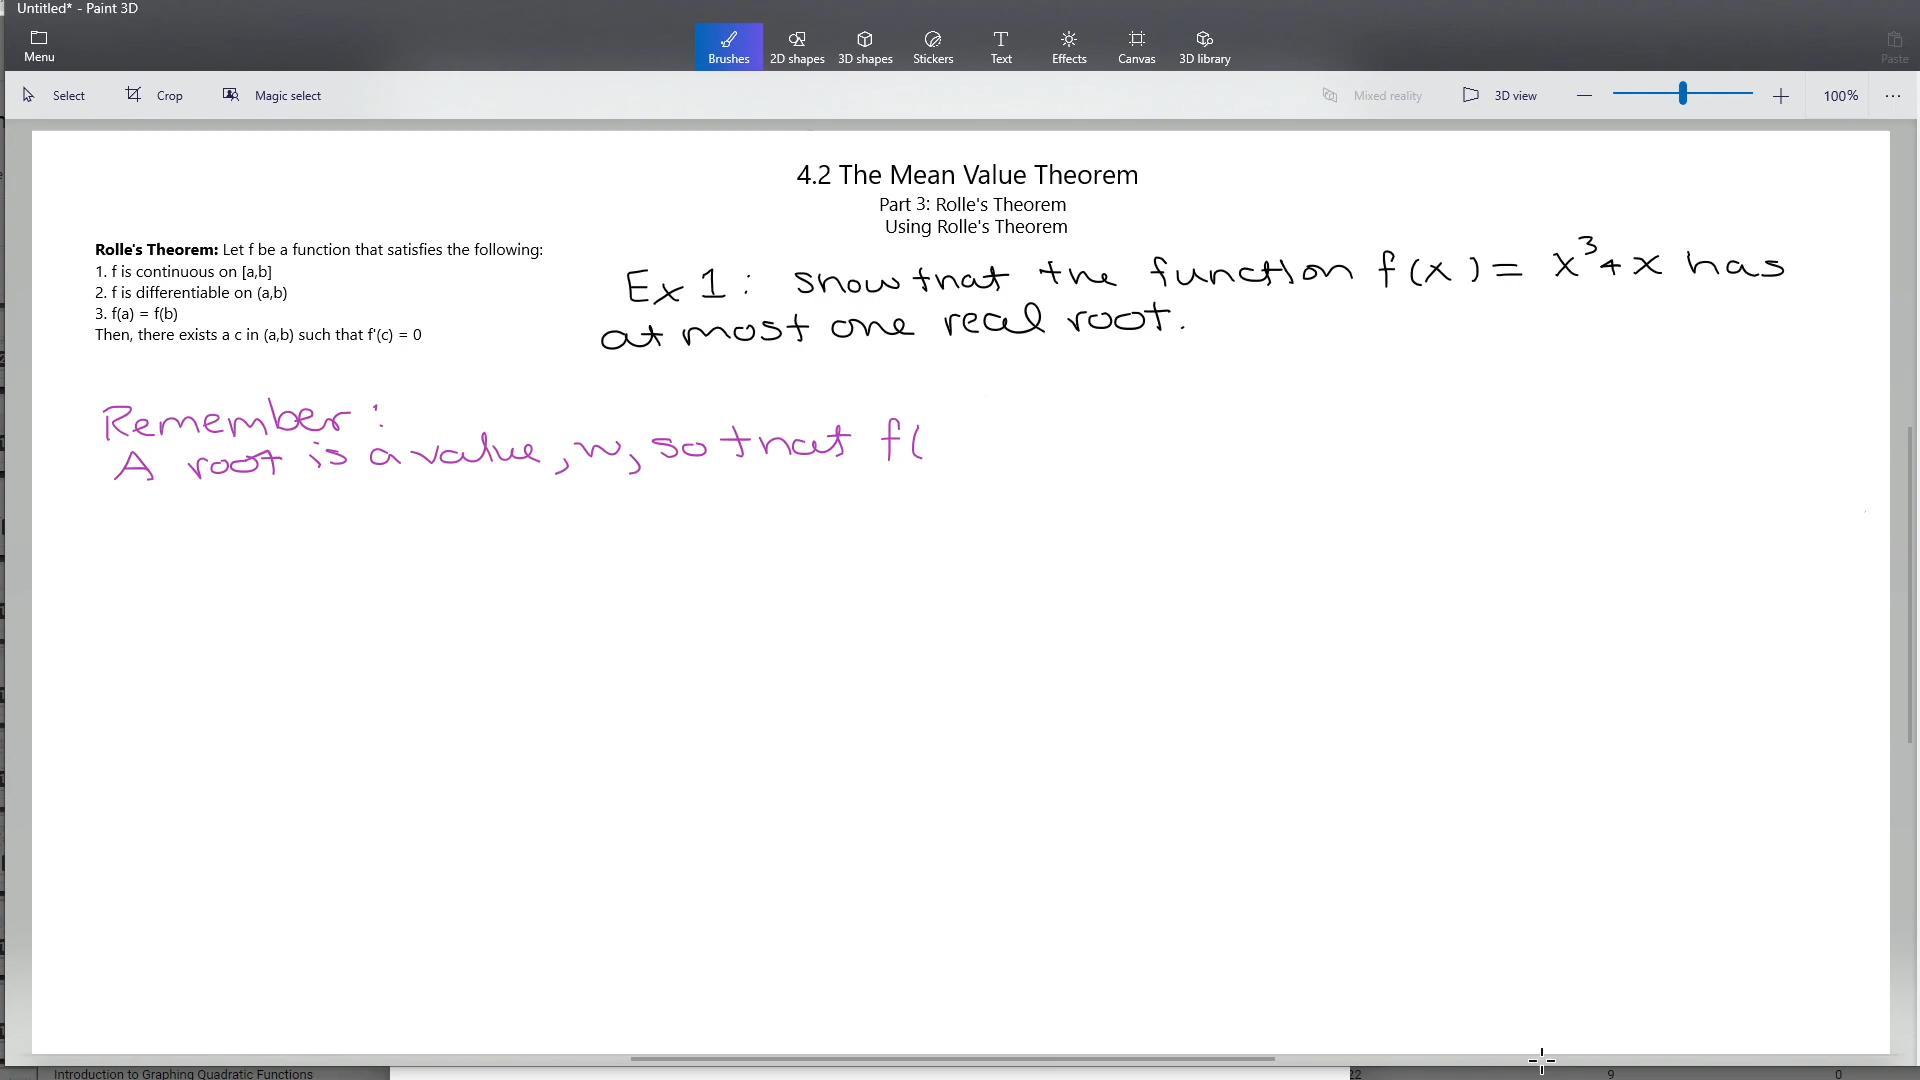 Untitled* - Paint 3D
Menu
Brushes
2D shapes
3D shapes
Stickers
Text
Effects
Canvas
3D library
Paste
Select
Crop
Magic select
Mixed reality
3D view
100%
4.2 The Mean Value Theorem
Part 3: Rolle's Theorem
Using Rolle's Theorem
Rolle's Theorem: Let f be a function that satisfies the following:
1. f is continuous on [a,b]
2. f is differentiable on (a,b)
3. f(a) = f(b)
Then, there exists a c in (a,b) such that f'(c) = 0
Ex 1: show that the function f(x) = x³+x has
at most one real root.
Remember:
A root is a value, w, so that f(
Introduction to Graphing Quadratic Functions
22
9
0